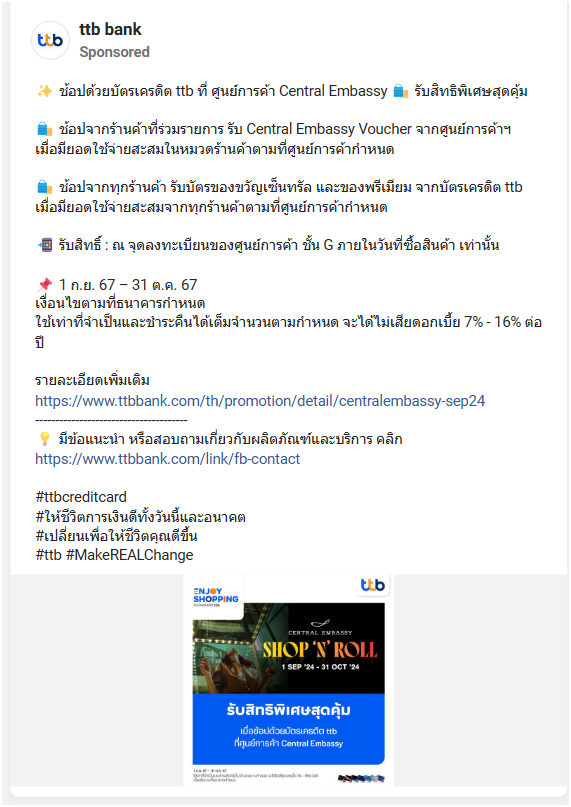 ttb bank
Sponsored
✨ ช้อปด้วยบัตรเครดิต ttb ที่ ศูนย์การค้า Central Embassy 🛍️ รับสิทธิพิเศษสุดคุ้ม
🛍️ ช้อปจากร้านค้าที่ร่วมรายการ รับ Central Embassy Voucher จากศูนย์การค้าฯ
เมื่อมียอดใช้จ่ายสะสมในหมวดร้านค้าตามที่ศูนย์การค้ากำหนด
🛍️ ช้อปจากทุกร้านค้า รับบัตรของขวัญเซ็นทรัล และของพรีเมียม จากบัตรเครดิต ttb
เมื่อมียอดใช้จ่ายสะสมจากทุกร้านค้าตามที่ศูนย์การค้ากำหนด
📲 รับสิทธิ์ : ณ จุดลงทะเบียนของศูนย์การค้า ชั้น G ภายในวันที่ซื้อสินค้า เท่านั้น
📌 1 ก.ย. 67 – 31 ต.ค. 67
เงื่อนไขตามที่ธนาคารกำหนด
ใช้เท่าที่จำเป็นและชำระคืนได้เต็มจำนวนตามกำหนด จะได้ไม่เสียดอกเบี้ย 7% - 16% ต่อ
ปี
รายละเอียดเพิ่มเติม
https://www.ttbbank.com/th/promotion/detail/centralembassy-sep24
--------------------------------------
💡 มีข้อแนะนำ หรือสอบถามเกี่ยวกับผลิตภัณฑ์และบริการ คลิก
https://www.ttbbank.com/link/fb-contact
#ttbcreditcard
#ให้ชีวิตการเงินดีทั้งวันนี้และอนาคต
#เปลี่ยนเพื่อให้ชีวิตคุณดีขึ้น
#ttb #MakeREALChange
ttb
ENJOY
SHOPPING
CENTRAL EMBASSY
SHOP 'N' ROLL
1 SEP '24 - 31 OCT '24
รับสิทธิพิเศษสุดคุ้ม
เมื่อช้อปด้วยบัตรเครดิต ttb
ที่ศูนย์การค้า Central Embassy